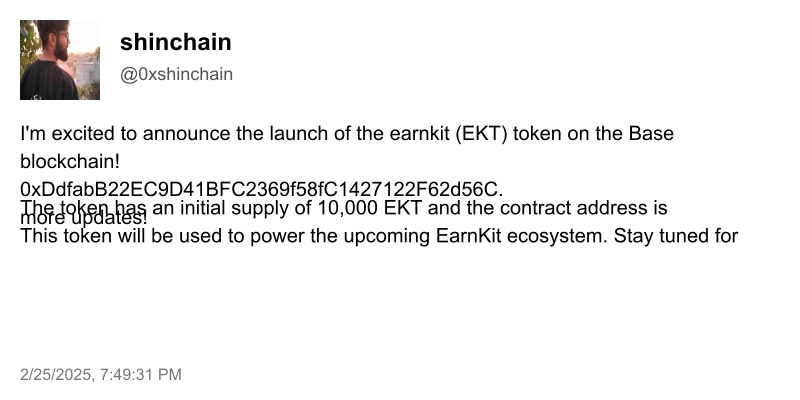 shinchain
@0xshinchain
I'm excited to announce the launch of the earnkit (EKT) token on the Base
blockchain!
0xDdfabB22EC9D41BFC2369f58fC1427122F62d56C.
The token has an initial supply of 10,000 EKT and the contract address is
more updates!
This token will be used to power the upcoming EarnKit ecosystem. Stay tuned for
2/25/2025, 7:49:31 PM